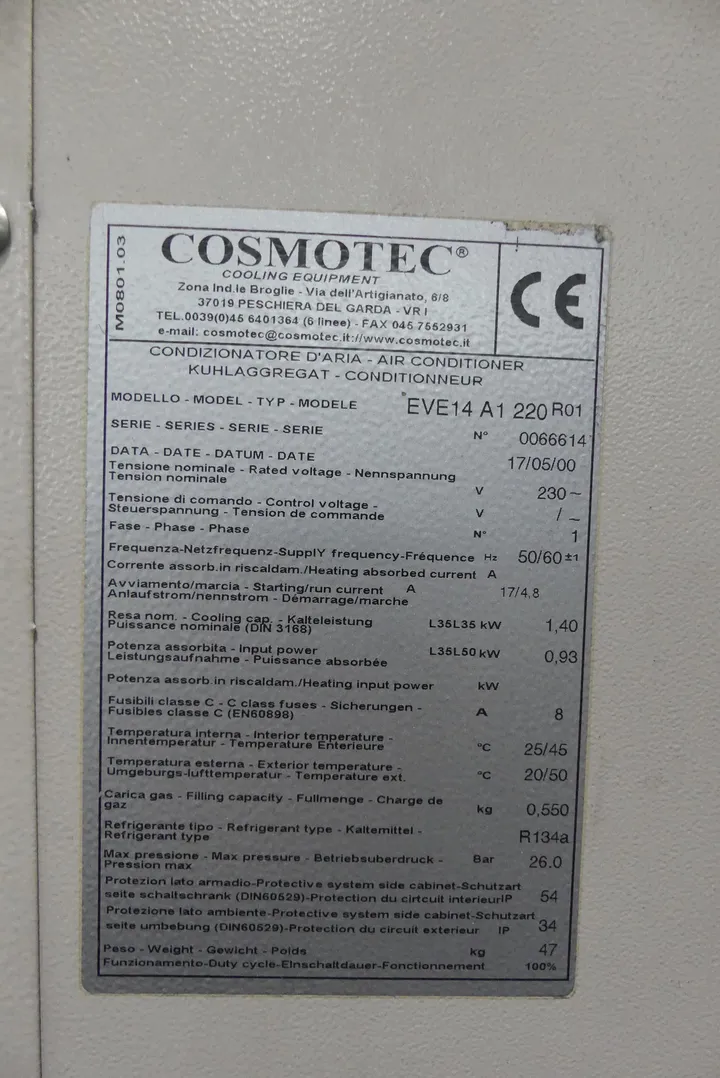 M0801.03
COSMOTEC®
COOLING EQUIPMENT
Zona Ind.le Broglie - Via dell'Artigianato, 6/8
37019 PESCHIERA DEL GARDA - VR I
TEL.0039(0)45 6401364 (6 linee) - FAX 045 7552931
e-mail: cosmotec@cosmotec.it://www.cosmotec.it
CE
CONDIZIONATORE D'ARIA - AIR CONDITIONER
KUHLAGGREGAT - CONDITIONNEUR
MODELLO - MODEL - TYP - MODELE EVE14 A1 220 R01
SERIE - SERIES - SERIE - SERIE N° 0066614
DATA - DATE - DATUM - DATE 17/05/00
Tensione nominale - Rated voltage - Nennspannung
Tension nominale V 230 ~
Tensione di comando - Control voltage -
Steuerspannung - Tension de commande V / _
Fase - Phase - Phase N° 1
Frequenza-Netzfrequenz-SupplY frequency-Fréquence Hz 50/60 ±1
Corrente assorb.in riscaldam./Heating absorbed current A
Avviamento/marcia - Starting/run current A 17/4,8
Anlaufstrom/nennstrom - Démarrage/marche
Resa nom. - Cooling cap. - Kalteleistung
Puissance nominale (DIN 3168) L35L35 kW 1,40
Potenza assorbita - Input power L35L50 kW 0,93
Leistungsaufnahme - Puissance absorbée
Potenza assorb.in riscaldam./Heating input power kW
Fusibili classe C - C class fuses - Sicherungen -
Fusibles classe C (EN60898) A 8
Temperatura interna - Interior temperature -
Innentemperatur - Temperature Enterieure °C 25/45
Temperatura esterna - Exterior temperature -
Umgeburgs-lufttemperatur - Temperature ext. °C 20/50
Carica gas - Filling capacity - Fullmenge - Charge de
gaz kg 0,550
Refrigerante tipo - Refrigerant type - Kaltemittel -
Refrigerant type R134a
Max pressione - Max pressure - Betriebsuberdruck - Bar 26.0
Pression max
Protezion lato armadio-Protective system side cabinet-Schutzart
seite schaltschrank (DIN60529)-Protection du cirtcuit interieurIP 54
Protezione lato ambiente-Protective system side cabinet-Schutzart
seite umbebung (DIN60529)-Protection du circuit exterieur IP 34
Peso - Weight - Gewicht - Polds kg 47
Funzionamento-Duty cycle-Einschaltdauer-Fonctionnement 100%